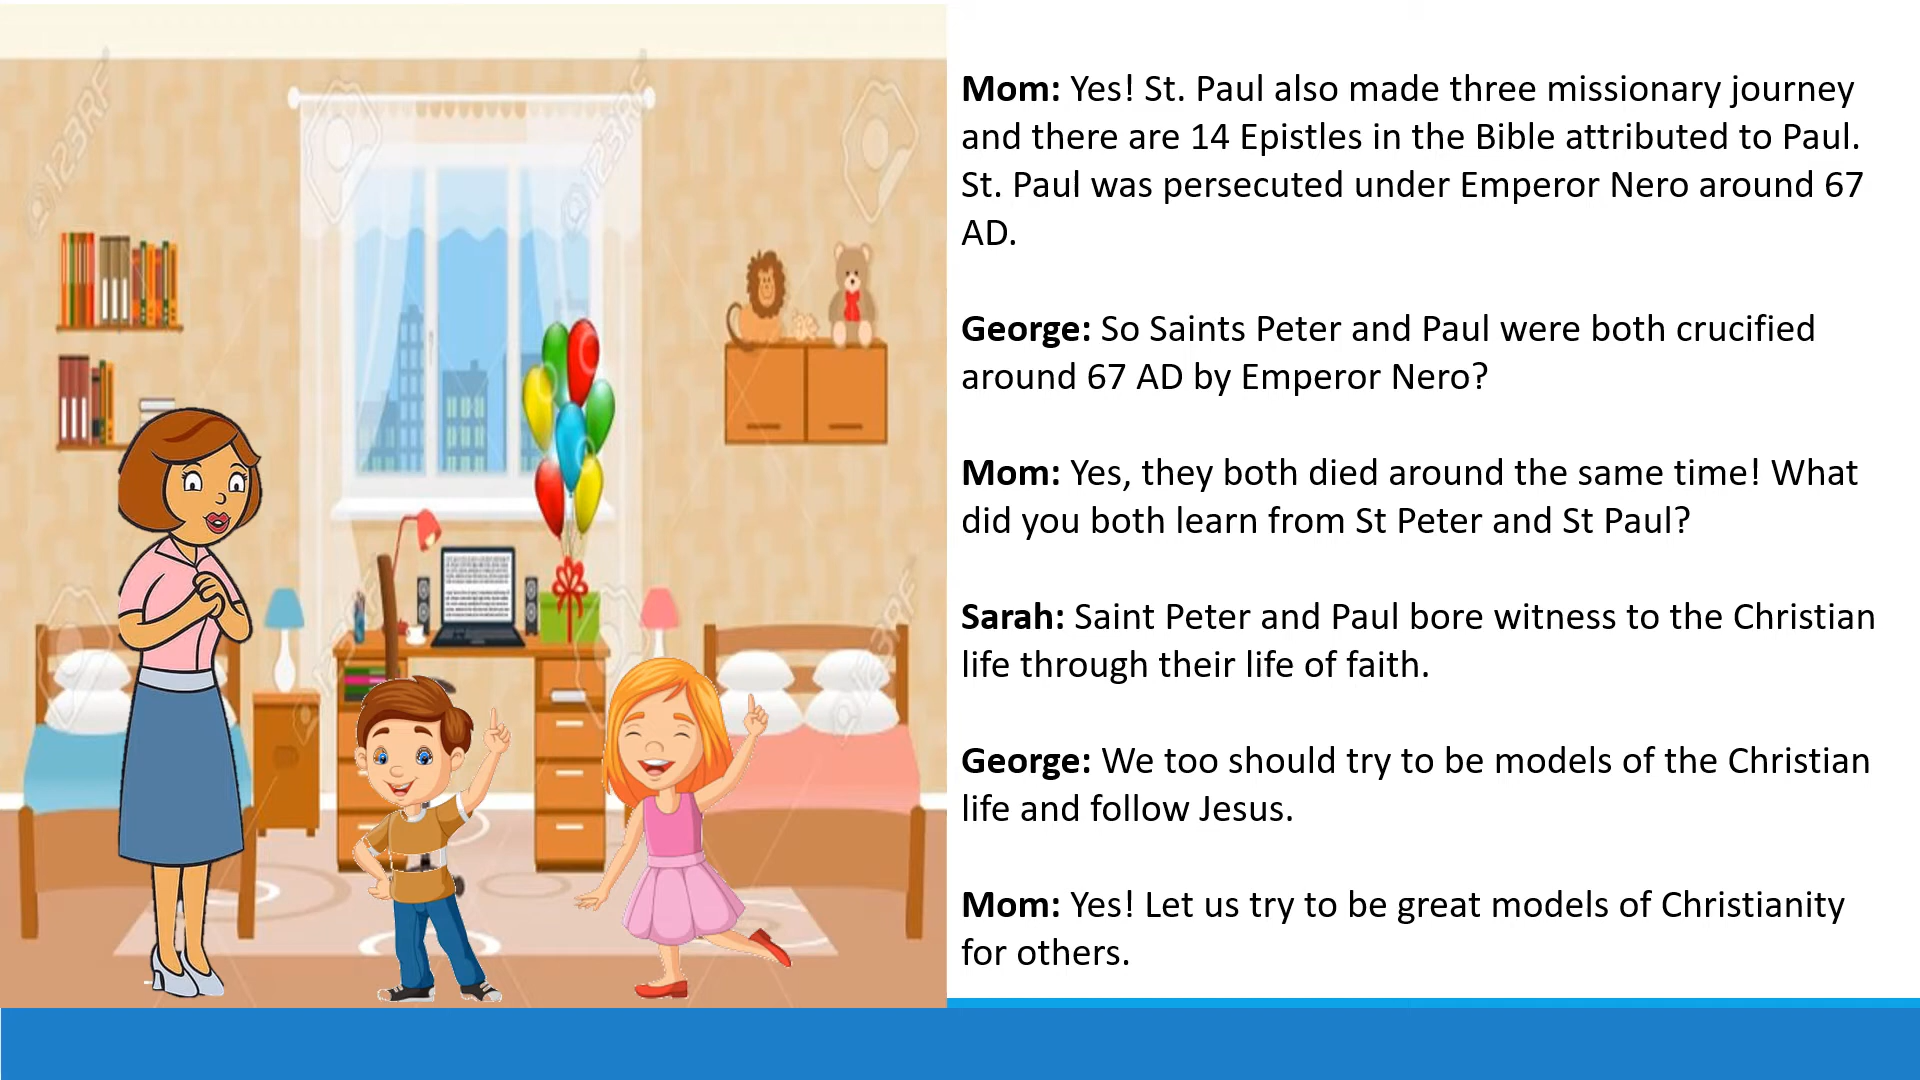 Mom: Yes! St. Paul also made three missionary journey
and there are 14 Epistles in the Bible attributed to Paul.
St. Paul was persecuted under Emperor Nero around 67
AD.
George: So Saints Peter and Paul were both crucified
around 67 AD by Emperor Nero?
Mom: Yes, they both died around the same time! What
did you both learn from St Peter and St Paul?
Sarah: Saint Peter and Paul bore witness to the Christian
life through their life of faith.
George: We too should try to be models of the Christian
life and follow Jesus.
Mom: Yes! Let us try to be great models of Christianity
for others.
123RF
123RF
123RF